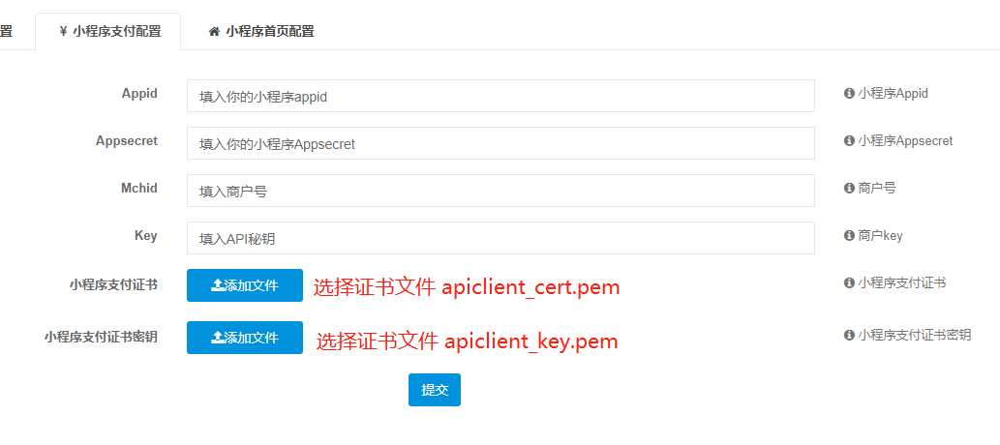 置 ¥ 小程序支付配置 小程序首页配置
Appid 填入你的小程序appid 小程序Appid
Appsecret 填入你的小程序Appsecret 小程序Appsecret
Mchid 填入商户号 商户号
Key 填入API秘钥 商户key
小程序支付证书 添加文件 选择证书文件 apiclient_cert.pem 小程序支付证书
小程序支付证书密钥 添加文件 选择证书文件 apiclient_key.pem 小程序支付证书密钥
提交